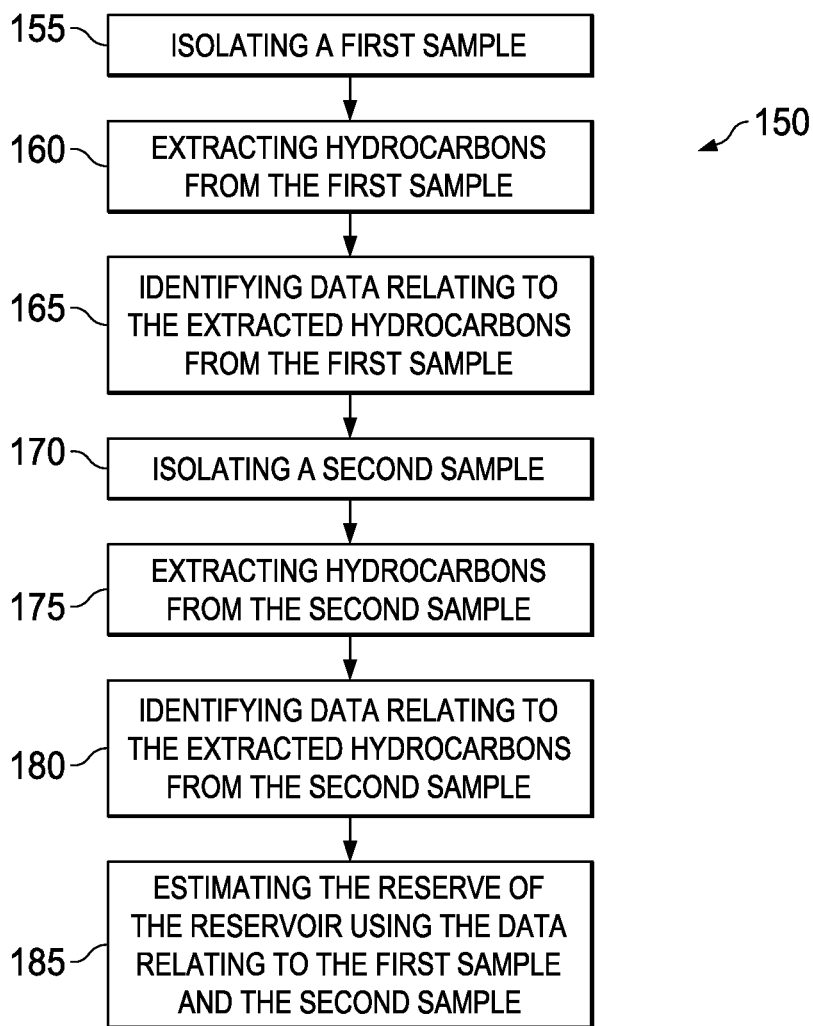 155
ISOLATING A FIRST SAMPLE
150
160
EXTRACTING HYDROCARBONS
FROM THE FIRST SAMPLE
165
IDENTIFYING DATA RELATING TO
THE EXTRACTED HYDROCARBONS
FROM THE FIRST SAMPLE
170
ISOLATING A SECOND SAMPLE
175
EXTRACTING HYDROCARBONS
FROM THE SECOND SAMPLE
180
IDENTIFYING DATA RELATING TO
THE EXTRACTED HYDROCARBONS
FROM THE SECOND SAMPLE
185
ESTIMATING THE RESERVE OF
THE RESERVOIR USING THE DATA
RELATING TO THE FIRST SAMPLE
AND THE SECOND SAMPLE